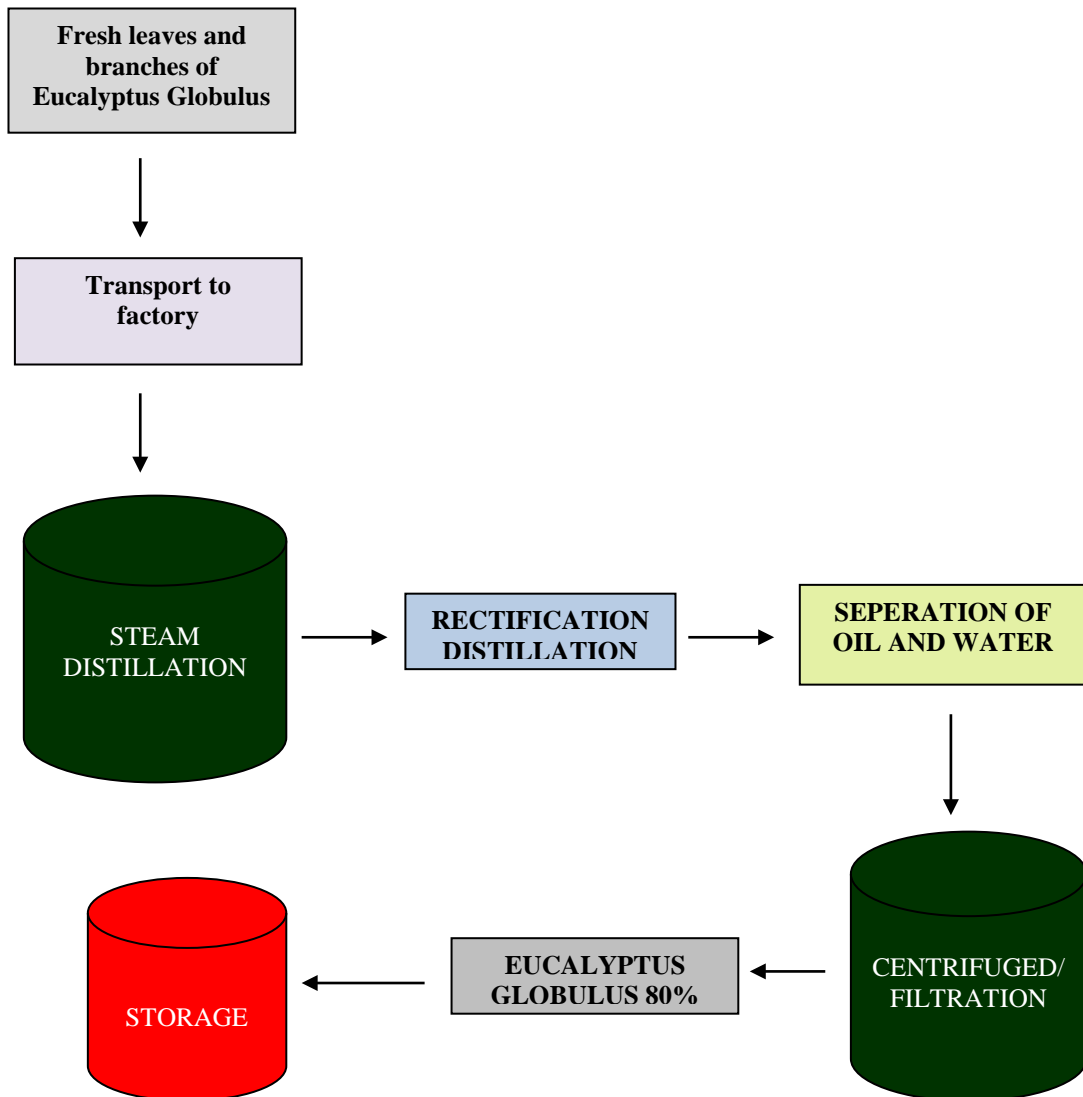 Fresh leaves and
branches of
Eucalyptus Globulus
Transport to
factory
STEAM
DISTILLATION
RECTIFICATION
DISTILLATION
SEPERATION OF
OIL AND WATER
CENTRIFUGED/
FILTRATION
EUCALYPTUS
GLOBULUS 80%
STORAGE